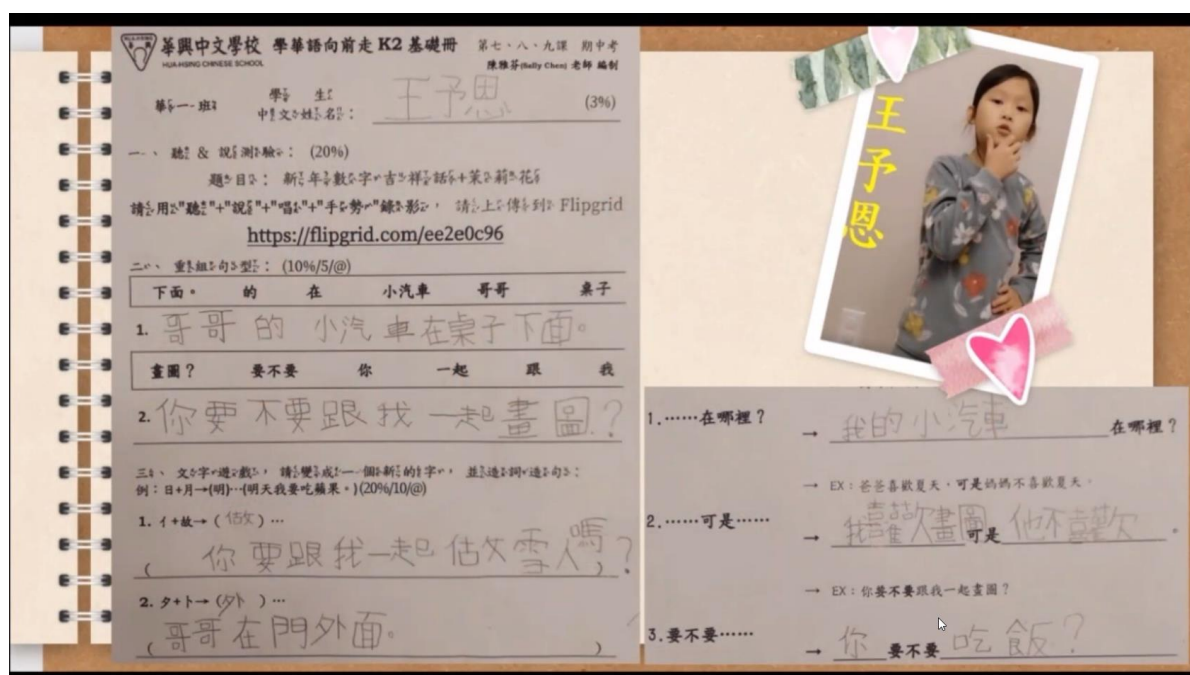 華興中文學校 學華語向前走 K2 基礎冊 第七、八、九課 期中考
HUA HSING CHINESE SCHOOL 陳雅芬(Sally Chen) 老師 編制
華一班 學生中文姓名: 王予恩 (3%)
一、聽 & 說測驗: (20%)
題目: 新年數字吉祥話+茉莉花
請用"聽"+"說"+"唱"+"手勢"錄影, 請上傳到 Flipgrid
https://flipgrid.com/ee2e0c96
二、重組句型: (10%/5/@)
下面。 的 在 小汽車 哥哥 桌子
1. 哥哥的小汽車在桌子下面。
畫圖? 要不要 你 一起 跟 我
2. 你要不要跟我一起畫圖?
三、文字遊戲, 請變成一個新的字, 並造詞造句:
例: 日+月→(明)…(明天我要吃蘋果。)(20%/10/@)
1. 亻+故→( 做 )…
( 你要跟我一起做雪人嗎? )
2. 夕+卜→( 外 )…
( 哥哥在門外面。 )
王
予
恩
1.……在哪裡? → 我的小汽車在哪裡?
→ EX:爸爸喜歡夏天,可是媽媽不喜歡夏天。
2.……可是…… → 我喜歡畫圖可是他不喜歡。
→ EX:你要不要跟我一起畫圖?
3.要不要…… → 你要不要吃飯?